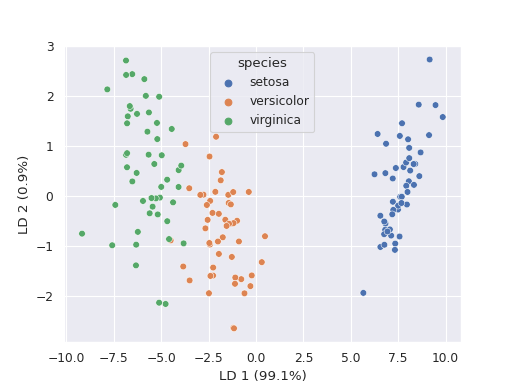 species
setosa
versicolor
virginica
3
2
1
0
−1
−2
LD 2 (0.9%)
−10.0 −7.5 −5.0 −2.5 0.0 2.5 5.0 7.5 10.0
LD 1 (99.1%)